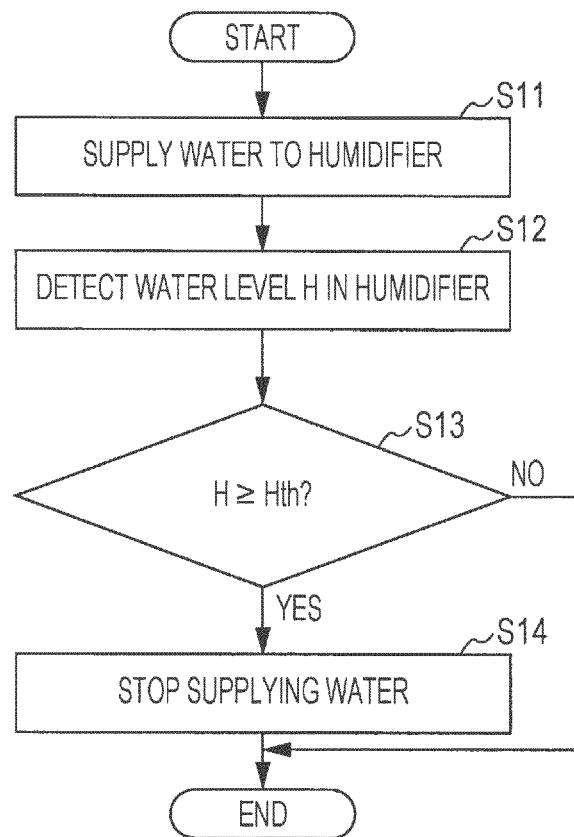 START
S11
SUPPLY WATER TO HUMIDIFIER
S12
DETECT WATER LEVEL H IN HUMIDIFIER
S13
H ≥ Hth?
NO
YES
S14
STOP SUPPLYING WATER
END